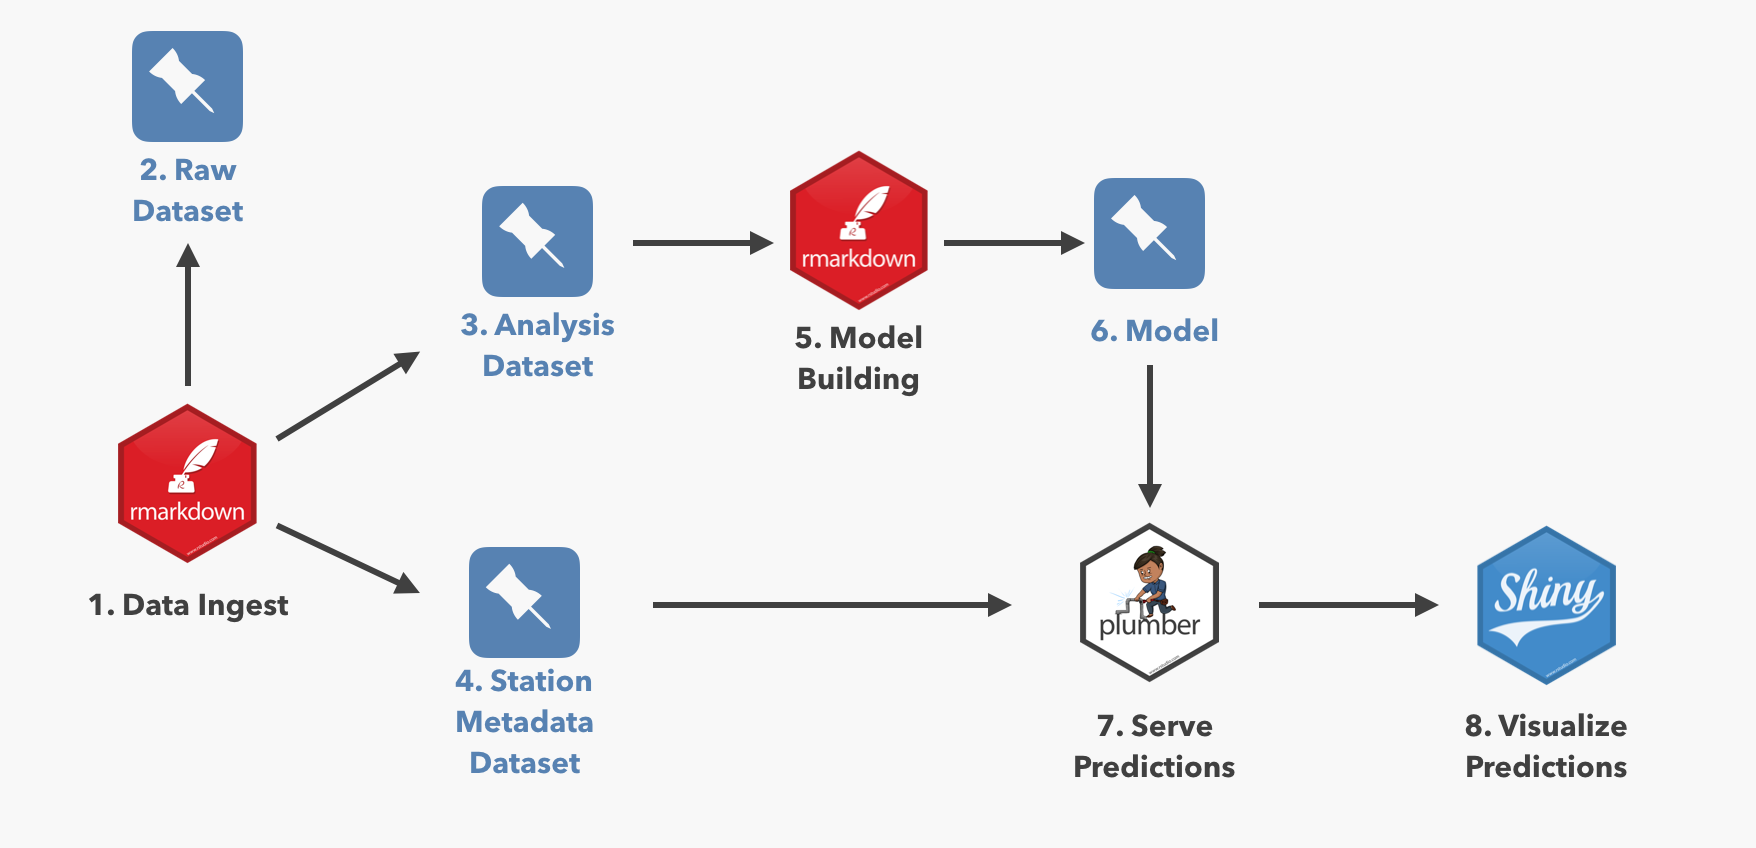 2. Raw
Dataset
rmarkdown
1. Data Ingest
3. Analysis
Dataset
4. Station
Metadata
Dataset
rmarkdown
5. Model
Building
6. Model
plumber
7. Serve
Predictions
Shiny
8. Visualize
Predictions